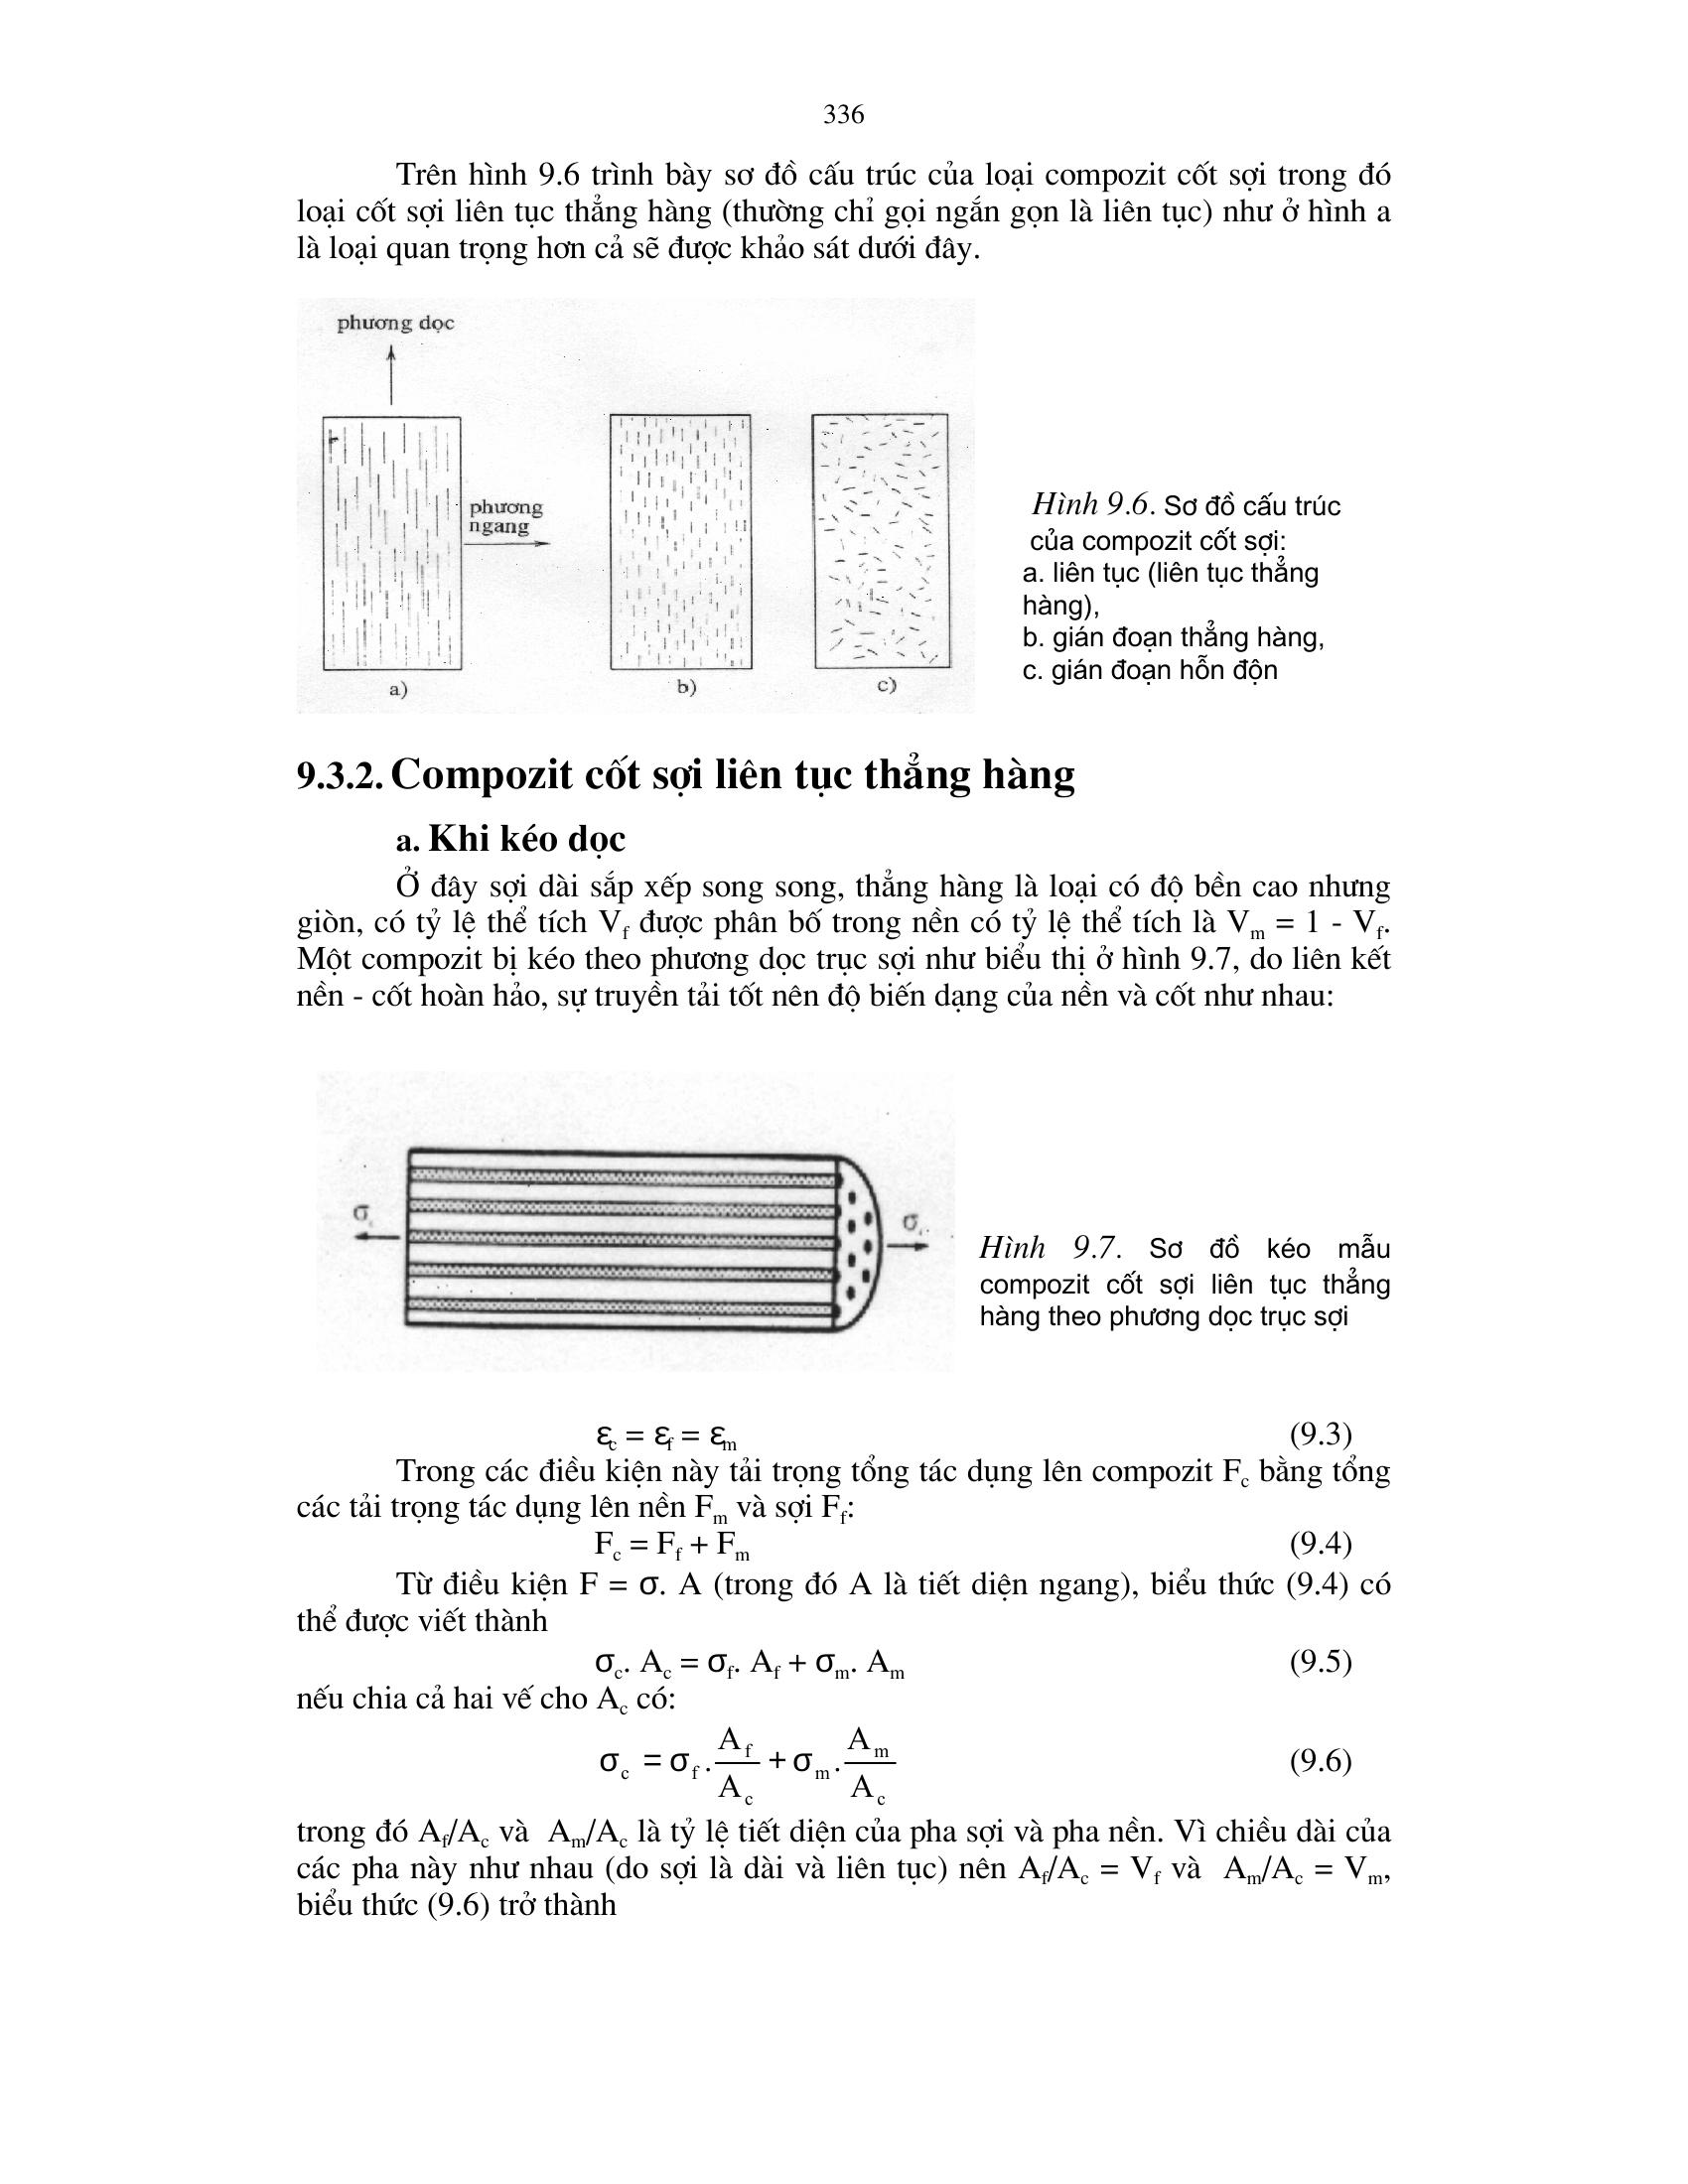 336
Trên hình 9.6 trình bày sơ đồ cấu trúc của loại compozit cốt sợi trong đó
loại cốt sợi liên tục thẳng hàng (thường chỉ gọi ngắn gọn là liên tục) như ở hình a
là loại quan trọng hơn cả sẽ được khảo sát dưới đây.
phương dọc
phương
ngang
a)
b)
c)
Hình 9.6. Sơ đồ cấu trúc
của compozit cốt sợi:
a. liên tục (liên tục thẳng
hàng),
b. gián đoạn thẳng hàng,
c. gián đoạn hỗn độn
9.3.2. Compozit cốt sợi liên tục thẳng hàng
a. Khi kéo dọc
Ở đây sợi dài sắp xếp song song, thẳng hàng là loại có độ bền cao nhưng
giòn, có tỷ lệ thể tích V_f được phân bố trong nền có tỷ lệ thể tích là V_m = 1 - V_f.
Một compozit bị kéo theo phương dọc trục sợi như biểu thị ở hình 9.7, do liên kết
nền - cốt hoàn hảo, sự truyền tải tốt nên độ biến dạng của nền và cốt như nhau:
σ
σ
Hình 9.7. Sơ đồ kéo mẫu
compozit cốt sợi liên tục thẳng
hàng theo phương dọc trục sợi
ε_c = ε_f = ε_m (9.3)
Trong các điều kiện này tải trọng tổng tác dụng lên compozit F_c bằng tổng
các tải trọng tác dụng lên nền F_m và sợi F_f:
F_c = F_f + F_m (9.4)
Từ điều kiện F = σ. A (trong đó A là tiết diện ngang), biểu thức (9.4) có
thể được viết thành
σ_c. A_c = σ_f. A_f + σ_m. A_m (9.5)
nếu chia cả hai vế cho A_c có:
σ_c = σ_f . A_f/A_c + σ_m . A_m/A_c (9.6)
trong đó A_f/A_c và A_m/A_c là tỷ lệ tiết diện của pha sợi và pha nền. Vì chiều dài của
các pha này như nhau (do sợi là dài và liên tục) nên A_f/A_c = V_f và A_m/A_c = V_m,
biểu thức (9.6) trở thành